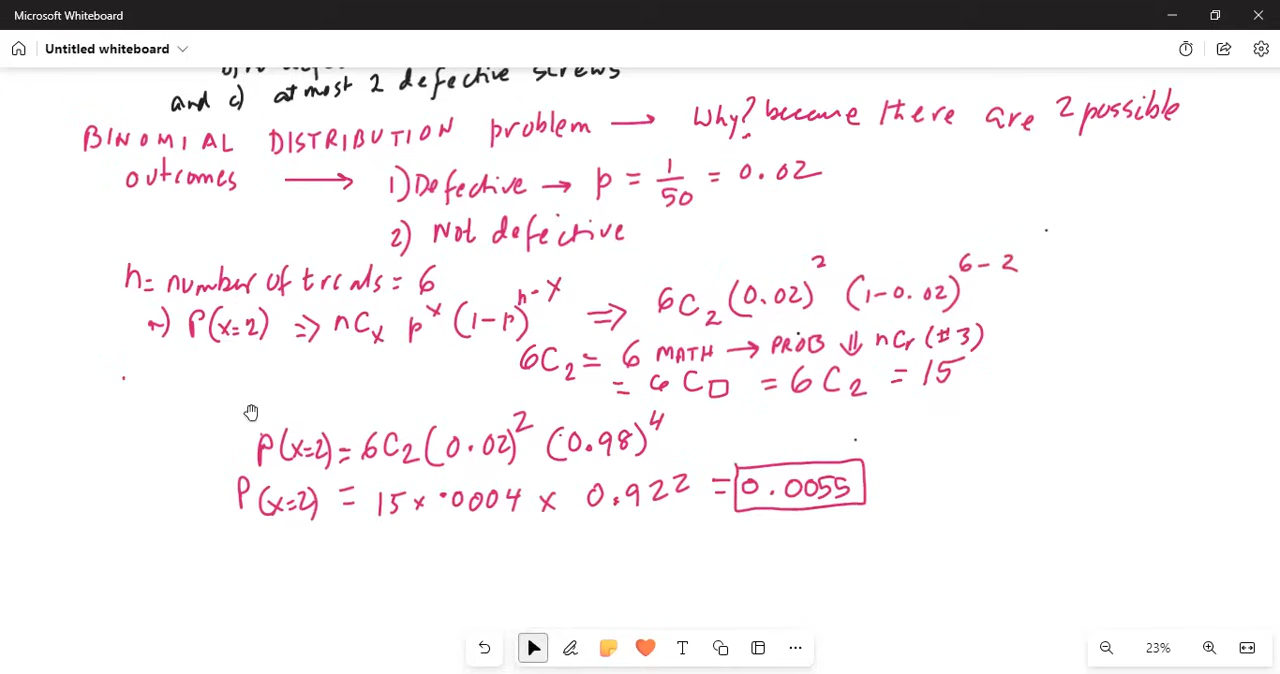 Microsoft Whiteboard
Untitled whiteboard
and c) at most 2 defective screws
BINOMIAL DISTRIBUTION problem → Why? because there are 2 possible
outcomes → 1) Defective → p = 1/50 = 0.02
2) Not defective
n = number of trials = 6
a) P(x=2) ⇒ nCx p^x (1-p)^n-x ⇒ 6C2 (0.02)^2 (1-0.02)^6-2
6C2 = 6 MATH → PROB ⇓ nCr (#3)
= 6C□ = 6C2 = 15
P(x=2) = 6C2 (0.02)^2 (0.98)^4
P(x=2) = 15 x .0004 x 0.922 = 0.0055
T
23%